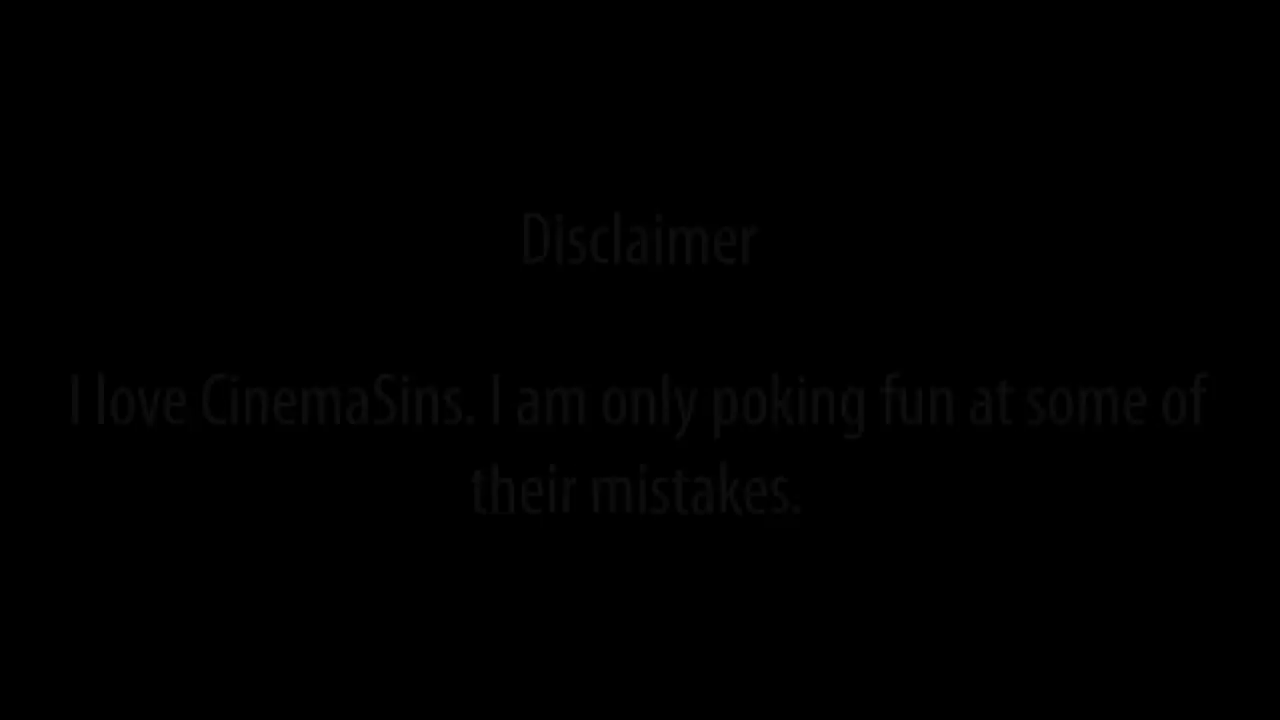 Disclaimer
I love CinemaSins. I am only poking fun at some of
their mistakes.